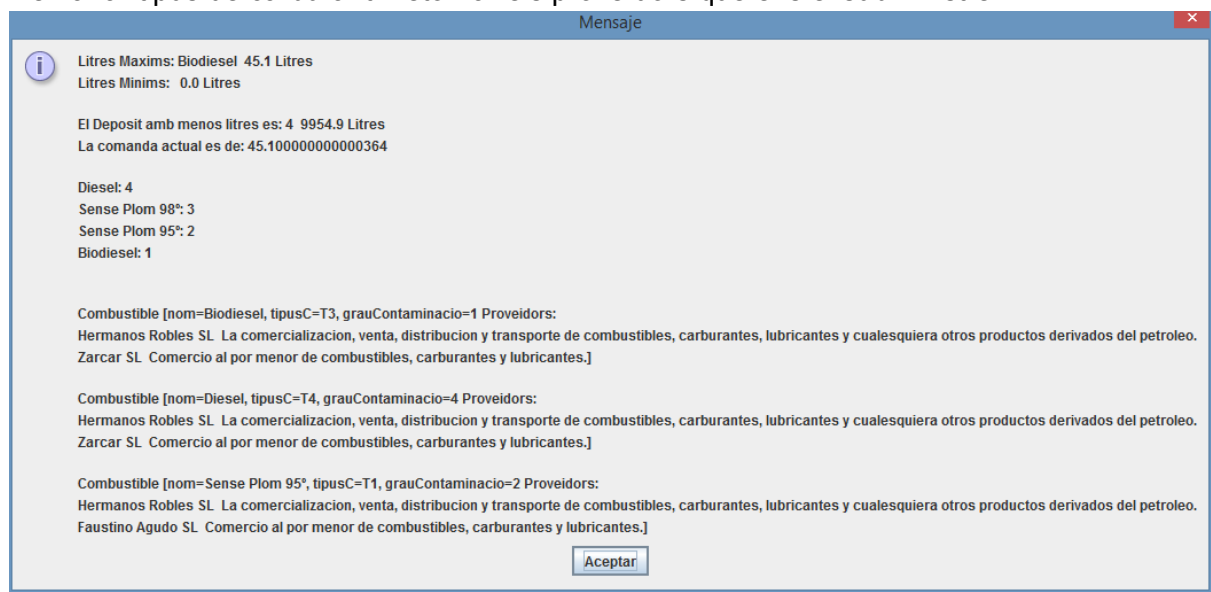 Mensaje
Litres Maxims: Biodiesel 45.1 Litres
Litres Minims: 0.0 Litres
El Deposit amb menos litres es: 4 9954.9 Litres
La comanda actual es de: 45.100000000000364
Diesel: 4
Sense Plom 98º: 3
Sense Plom 95º: 2
Biodiesel: 1
Combustible [nom=Biodiesel, tipusC=T3, grauContaminacio=1 Proveidors:
Hermanos Robles SL La comercializacion, venta, distribucion y transporte de combustibles, carburantes, lubricantes y cualesquiera otros productos derivados del petroleo.
Zarcar SL Comercio al por menor de combustibles, carburantes y lubricantes.]
Combustible [nom=Diesel, tipusC=T4, grauContaminacio=4 Proveidors:
Hermanos Robles SL La comercializacion, venta, distribucion y transporte de combustibles, carburantes, lubricantes y cualesquiera otros productos derivados del petroleo.
Zarcar SL Comercio al por menor de combustibles, carburantes y lubricantes.]
Combustible [nom=Sense Plom 95º, tipusC=T1, grauContaminacio=2 Proveidors:
Hermanos Robles SL La comercializacion, venta, distribucion y transporte de combustibles, carburantes, lubricantes y cualesquiera otros productos derivados del petroleo.
Faustino Agudo SL Comercio al por menor de combustibles, carburantes y lubricantes.]
Aceptar